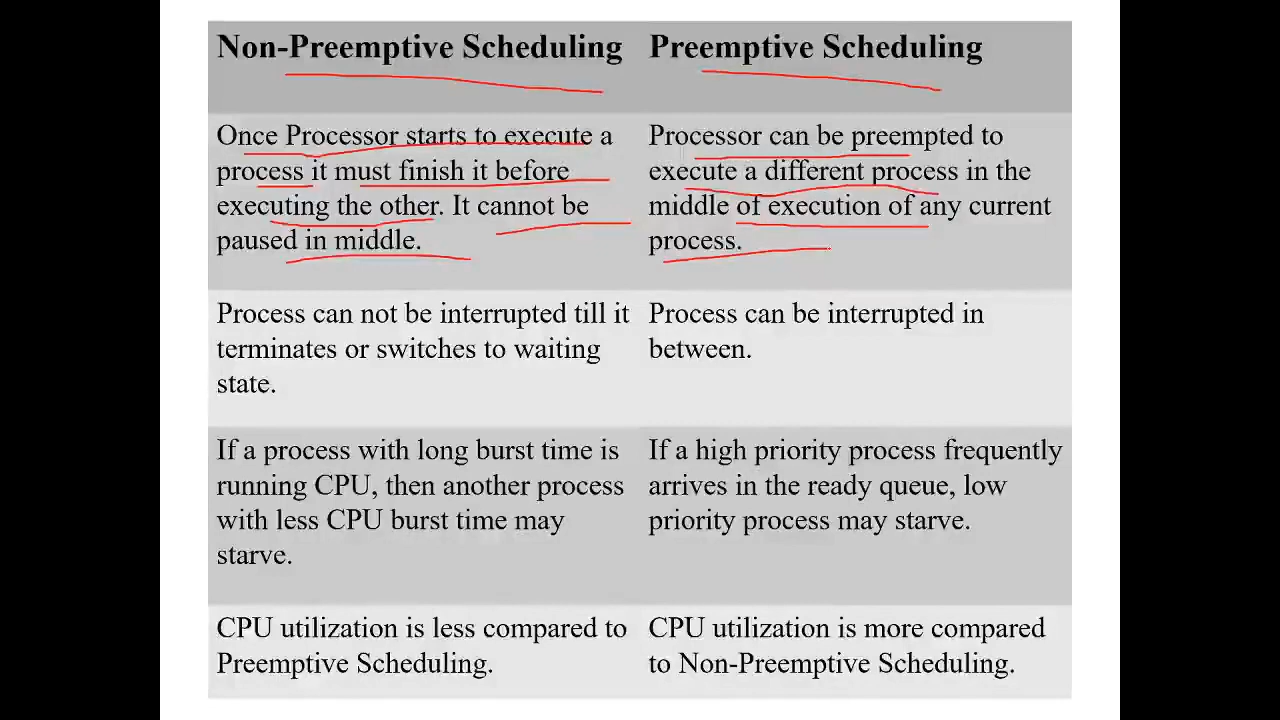 Non-Preemptive Scheduling
Preemptive Scheduling
Once Processor starts to execute a
process it must finish it before
executing the other. It cannot be
paused in middle.
Processor can be preempted to
execute a different process in the
middle of execution of any current
process.
Process can not be interrupted till it
terminates or switches to waiting
state.
Process can be interrupted in
between.
If a process with long burst time is
running CPU, then another process
with less CPU burst time may
starve.
If a high priority process frequently
arrives in the ready queue, low
priority process may starve.
CPU utilization is less compared to
Preemptive Scheduling.
CPU utilization is more compared
to Non-Preemptive Scheduling.